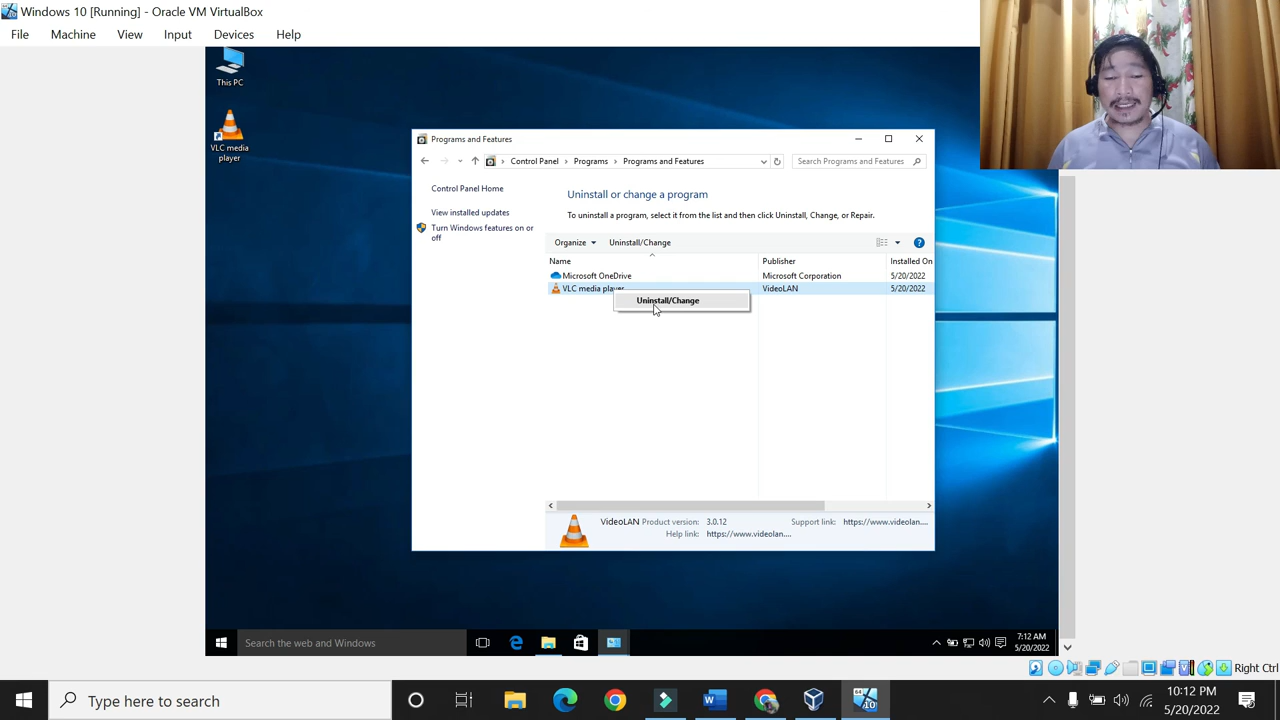 Windows 10 [Running] - Oracle VM VirtualBox
File Machine View Input Devices Help
This PC
VLC media
player
Programs and Features
Control Panel Programs Programs and Features
Search Programs and Features
Control Panel Home
View installed updates
Turn Windows features on or
off
Uninstall or change a program
To uninstall a program, select it from the list and then click Uninstall, Change, or Repair.
Organize Uninstall/Change
Name Publisher Installed On
Microsoft OneDrive Microsoft Corporation 5/20/2022
VLC media player VideoLAN 5/20/2022
Uninstall/Change
VideoLAN Product version: 3.0.12 Support link: https://www.videolan....
Help link: https://www.videolan....
Search the web and Windows
7:12 AM
5/20/2022
Right Ctrl
Type here to search
64
10
10:12 PM
5/20/2022